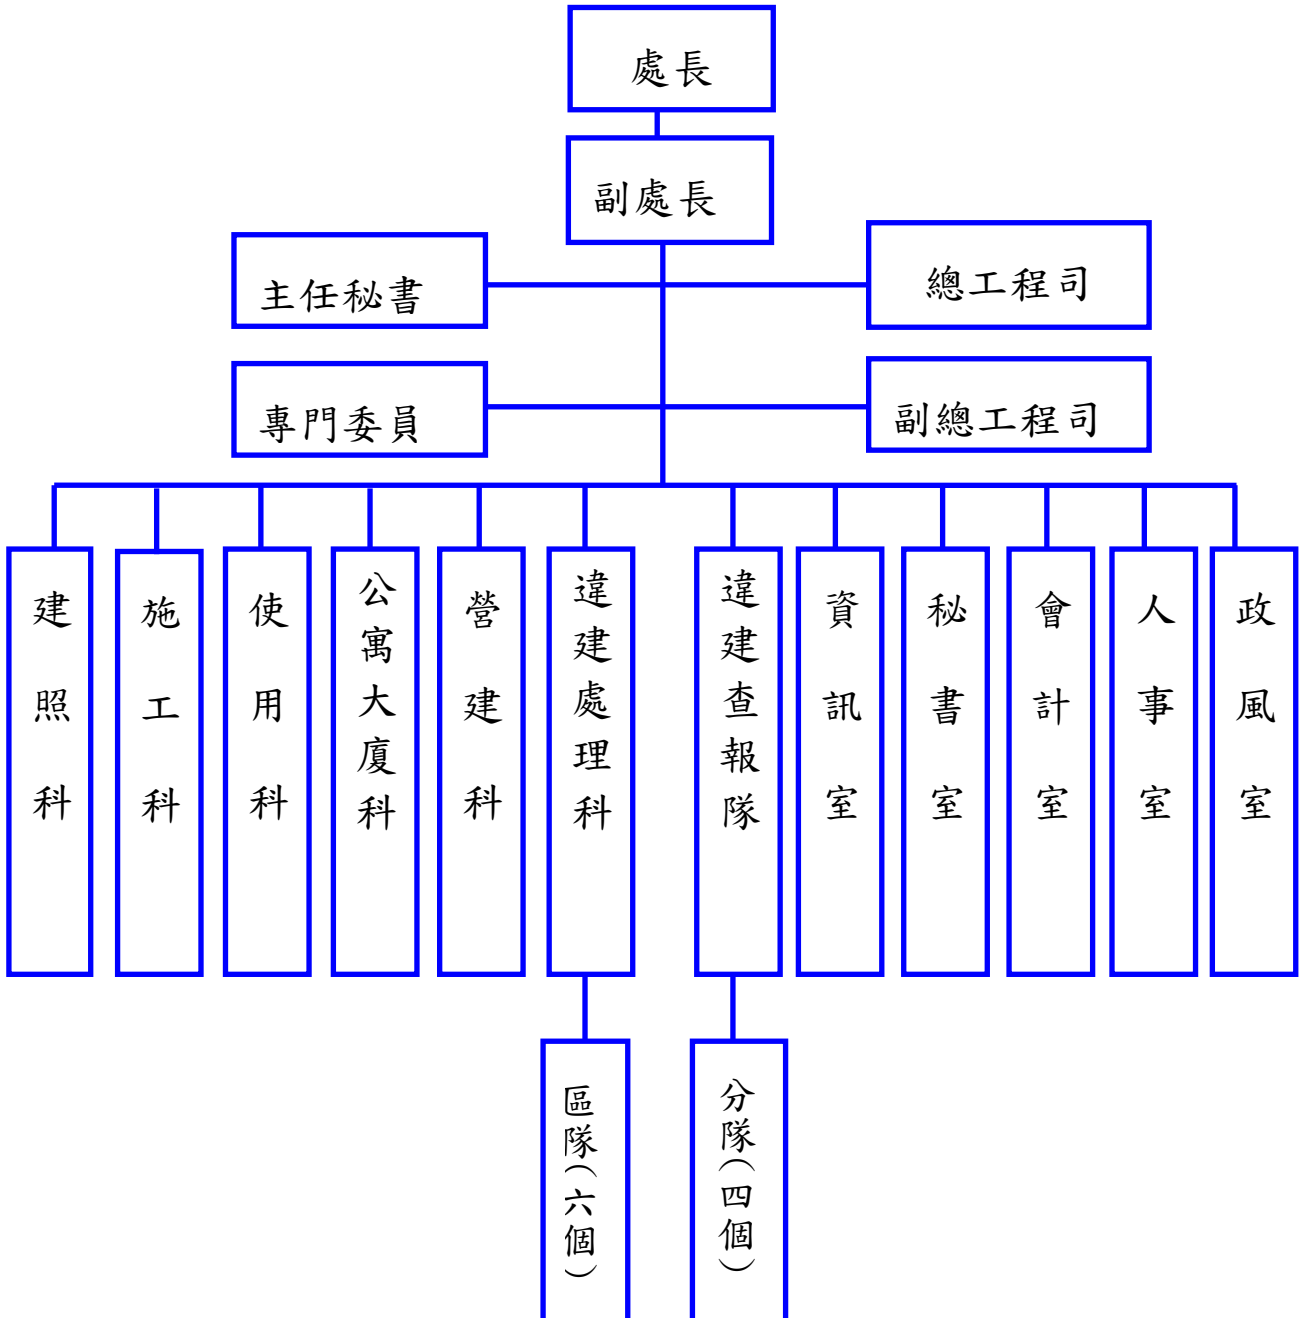 處長
副處長
主任秘書
總工程司
專門委員
副總工程司
建照科
施工科
使用科
公寓大廈科
營建科
違建處理科
違建查報隊
資訊室
秘書室
會計室
人事室
政風室
區隊(六個)
分隊(四個)